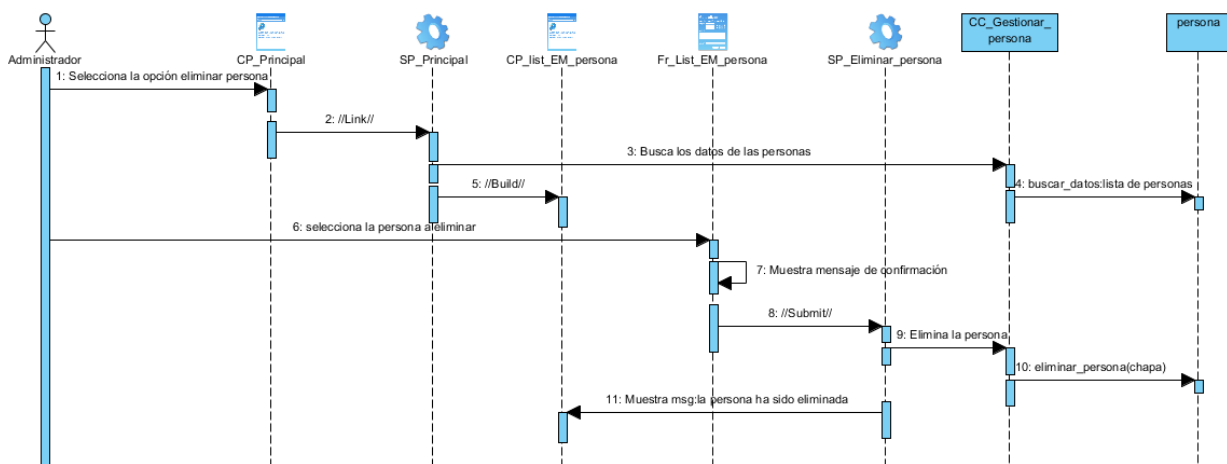 CC_Gestionar_
persona
persona
Administrador
CP_Principal
SP_Principal
CP_list_EM_persona
Fr_List_EM_persona
SP_Eliminar_persona
1: Selecciona la opción eliminar persona
2: //Link//
3: Busca los datos de las personas
4: buscar_datos:lista de personas
5: //Build//
6: selecciona la persona a eliminar
7: Muestra mensaje de confirmación
8: //Submit//
9: Elimina la persona
10: eliminar_persona(chapa)
11: Muestra msg:la persona ha sido eliminada